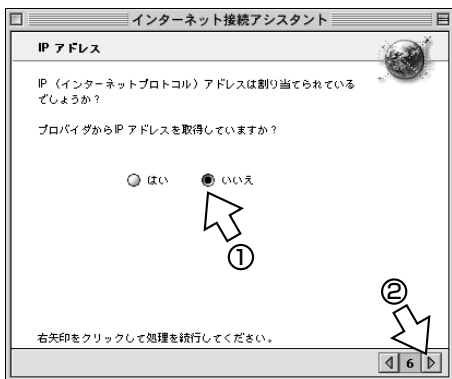 インターネット接続アシスタント
IP アドレス
IP （インターネットプロトコル）アドレスは割り当てられている
でしょうか？
プロバイダからIP アドレスを取得していますか？
はい いいえ
①
②
右矢印をクリックして処理を続行してください。
6